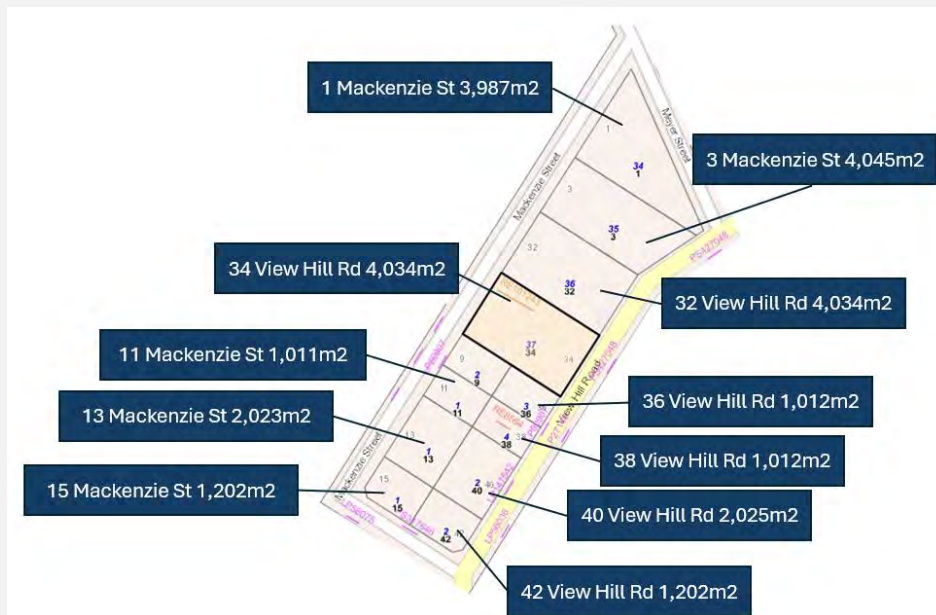 1 Mackenzie St 3,987m2
Meyer Street
1
34
1
3 Mackenzie St 4,045m2
Mackenzie Street
3
35
3
PS427048
32
34 View Hill Rd 4,034m2
36
32
32 View Hill Rd 4,034m2
37
34
34
View Hill Road
11 Mackenzie St 1,011m2
9
2
9
11
1
11
3
36
36 View Hill Rd 1,012m2
13 Mackenzie St 2,023m2
13
1
13
4
38
38 View Hill Rd 1,012m2
Mackenzie Street
15 Mackenzie St 1,202m2
15
1
15
2
40
40 View Hill Rd 2,025m2
LP58075
2
42
42 View Hill Rd 1,202m2